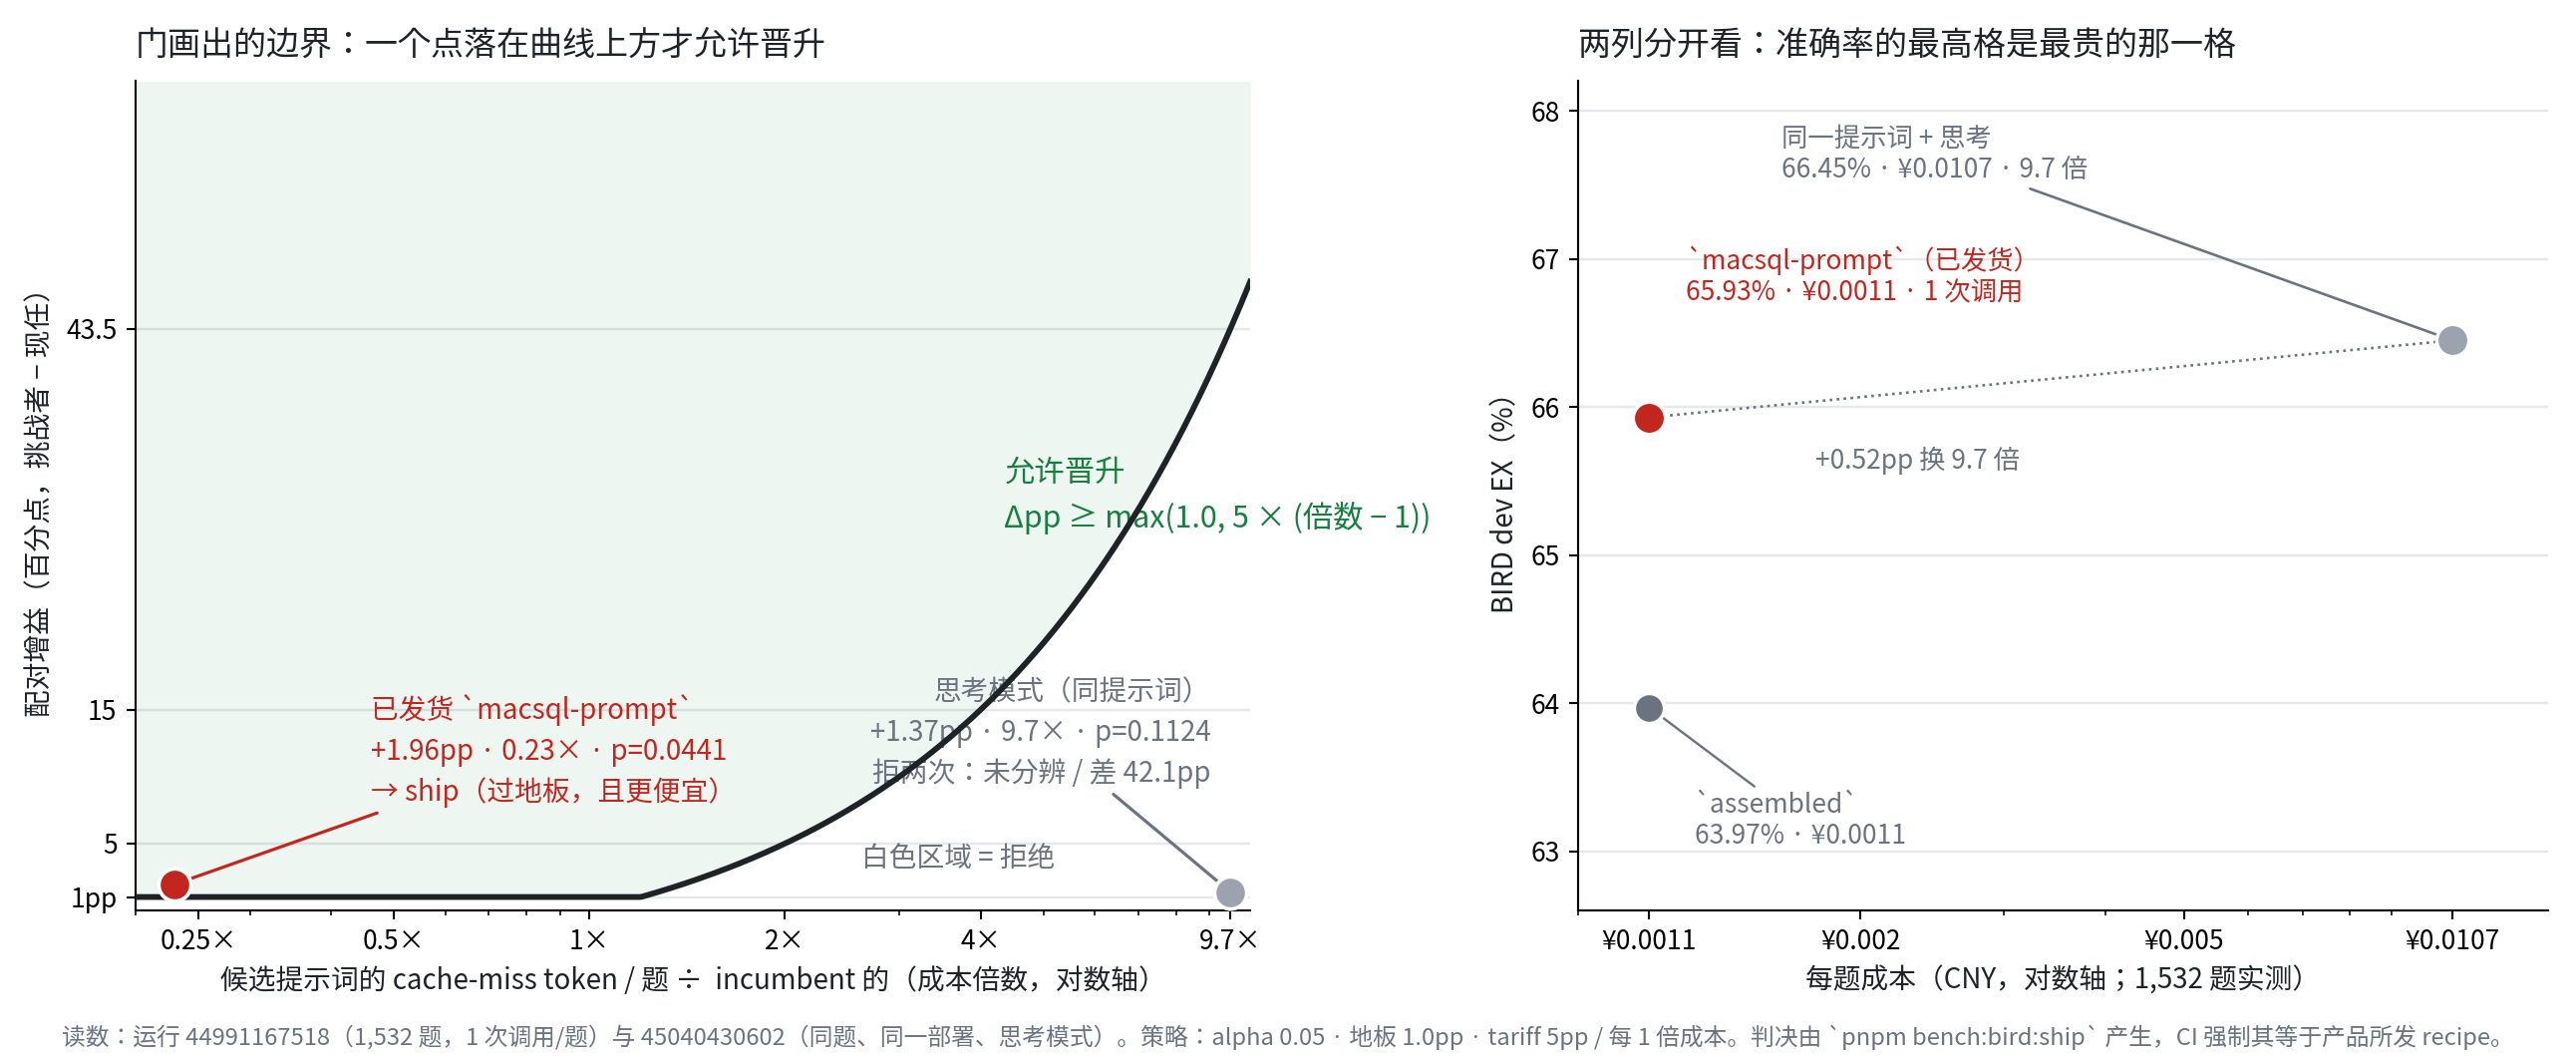 门画出的边界：一个点落在曲线上方才允许晋升
配对增益（百分点，挑战者 − 现任）
43.5
15
5
1pp
允许晋升
Δpp ≥ max(1.0, 5 × (倍数 − 1))
思考模式（同提示词）
+1.37pp · 9.7× · p=0.1124
拒两次：未分辨 / 差 42.1pp
已发货 `macsql-prompt`
+1.96pp · 0.23× · p=0.0441
→ ship（过地板，且更便宜）
白色区域 = 拒绝
0.25×
0.5×
1×
2×
4×
9.7×
候选提示词的 cache-miss token / 题 ÷ incumbent 的（成本倍数，对数轴）
两列分开看：准确率的最高格是最贵的那一格
BIRD dev EX（%）
68
67
66
65
64
63
同一提示词 + 思考
66.45% · ¥0.0107 · 9.7 倍
`macsql-prompt`（已发货）
65.93% · ¥0.0011 · 1 次调用
+0.52pp 换 9.7 倍
`assembled`
63.97% · ¥0.0011
¥0.0011
¥0.002
¥0.005
¥0.0107
每题成本（CNY，对数轴；1,532 题实测）
读数：运行 44991167518（1,532 题，1 次调用/题）与 45040430602（同题、同一部署、思考模式）。策略：alpha 0.05 · 地板 1.0pp · tariff 5pp / 每 1 倍成本。判决由 `pnpm bench:bird:ship` 产生，CI 强制其等于产品所发 recipe。